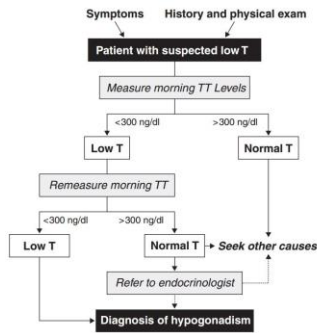 Symptoms History and physical exam
Patient with suspected low T
Measure morning TT Levels
<300 ng/dl >300 ng/dl
Low T Normal T
Remeasure morning TT
<300 ng/dl >300 ng/dl
Low T Normal T Seek other causes
Refer to endocrinologist
Diagnosis of hypogonadism